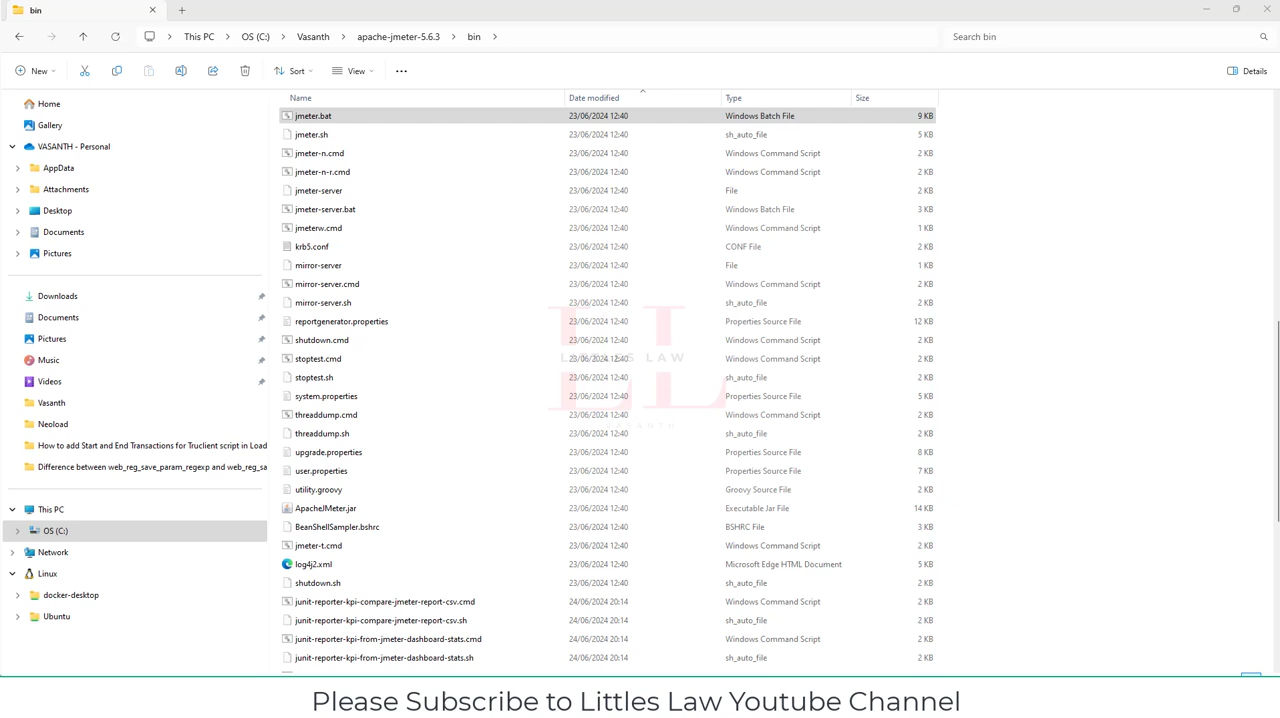 bin
This PC
OS (C:)
Vasanth
apache-jmeter-5.6.3
bin
Search bin
New
Sort
View
Details
Home
Gallery
VASANTH - Personal
AppData
Attachments
Desktop
Documents
Pictures
Downloads
Documents
Pictures
Music
Videos
Vasanth
Neoload
How to add Start and End Transactions for Truclient script in Load
Difference between web_reg_save_param_regexp and web_reg_sa
This PC
OS (C:)
Network
Linux
docker-desktop
Ubuntu
Name Date modified Type Size
jmeter.bat 23/06/2024 12:40 Windows Batch File 9 KB
jmeter.sh 23/06/2024 12:40 sh_auto_file 5 KB
jmeter-n.cmd 23/06/2024 12:40 Windows Command Script 2 KB
jmeter-n-r.cmd 23/06/2024 12:40 Windows Command Script 2 KB
jmeter-server 23/06/2024 12:40 File 2 KB
jmeter-server.bat 23/06/2024 12:40 Windows Batch File 3 KB
jmeterw.cmd 23/06/2024 12:40 Windows Command Script 1 KB
krb5.conf 23/06/2024 12:40 CONF File 2 KB
mirror-server 23/06/2024 12:40 File 1 KB
mirror-server.cmd 23/06/2024 12:40 Windows Command Script 2 KB
mirror-server.sh 23/06/2024 12:40 sh_auto_file 2 KB
reportgenerator.properties 23/06/2024 12:40 Properties Source File 12 KB
shutdown.cmd 23/06/2024 12:40 Windows Command Script 2 KB
stoptest.cmd 23/06/2024 12:40 Windows Command Script 2 KB
stoptest.sh 23/06/2024 12:40 sh_auto_file 2 KB
system.properties 23/06/2024 12:40 Properties Source File 5 KB
threaddump.cmd 23/06/2024 12:40 Windows Command Script 2 KB
threaddump.sh 23/06/2024 12:40 sh_auto_file 2 KB
upgrade.properties 23/06/2024 12:40 Properties Source File 8 KB
user.properties 23/06/2024 12:40 Properties Source File 7 KB
utility.groovy 23/06/2024 12:40 Groovy Source File 2 KB
ApacheJMeter.jar 23/06/2024 12:40 Executable Jar File 14 KB
BeanShellSampler.bshrc 23/06/2024 12:40 BSHRC File 3 KB
jmeter-t.cmd 23/06/2024 12:40 Windows Command Script 2 KB
log4j2.xml 23/06/2024 12:40 Microsoft Edge HTML Document 5 KB
shutdown.sh 23/06/2024 12:40 sh_auto_file 2 KB
junit-reporter-kpi-compare-jmeter-report-csv.cmd 24/06/2024 20:14 Windows Command Script 2 KB
junit-reporter-kpi-compare-jmeter-report-csv.sh 24/06/2024 20:14 sh_auto_file 2 KB
junit-reporter-kpi-from-jmeter-dashboard-stats.cmd 24/06/2024 20:14 Windows Command Script 2 KB
junit-reporter-kpi-from-jmeter-dashboard-stats.sh 24/06/2024 20:14 sh_auto_file 2 KB
LL
LITTLES LAW
VASANTH
Please Subscribe to Littles Law Youtube Channel